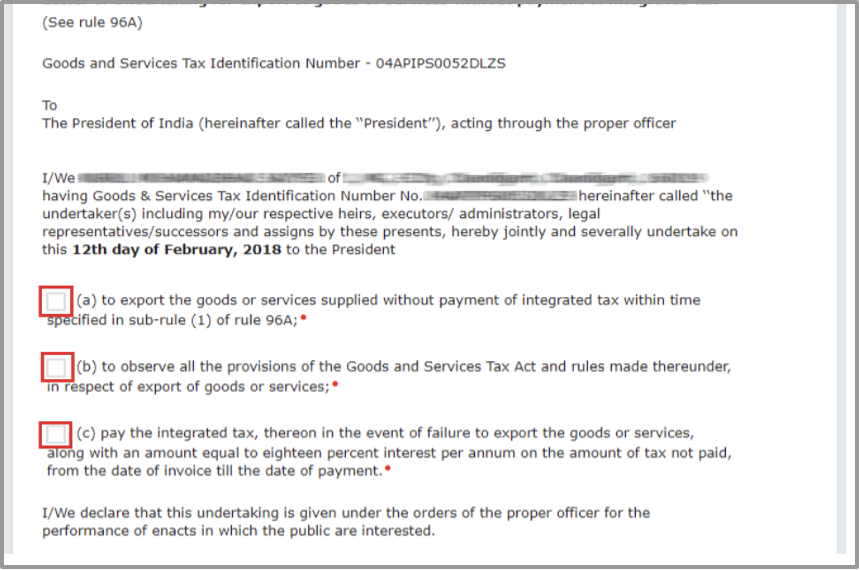 (See rule 96A)
Goods and Services Tax Identification Number - 04APIPS0052DLZS
To
The President of India (hereinafter called the “President”), acting through the proper officer
I/We of
having Goods & Services Tax Identification Number No. hereinafter called “the
undertaker(s) including my/our respective heirs, executors/ administrators, legal
representatives/successors and assigns by these presents, hereby jointly and severally undertake on
this 12th day of February, 2018 to the President
(a) to export the goods or services supplied without payment of integrated tax within time
specified in sub-rule (1) of rule 96A;•
(b) to observe all the provisions of the Goods and Services Tax Act and rules made thereunder,
in respect of export of goods or services;•
(c) pay the integrated tax, thereon in the event of failure to export the goods or services,
along with an amount equal to eighteen percent interest per annum on the amount of tax not paid,
from the date of invoice till the date of payment.•
I/We declare that this undertaking is given under the orders of the proper officer for the
performance of enacts in which the public are interested.